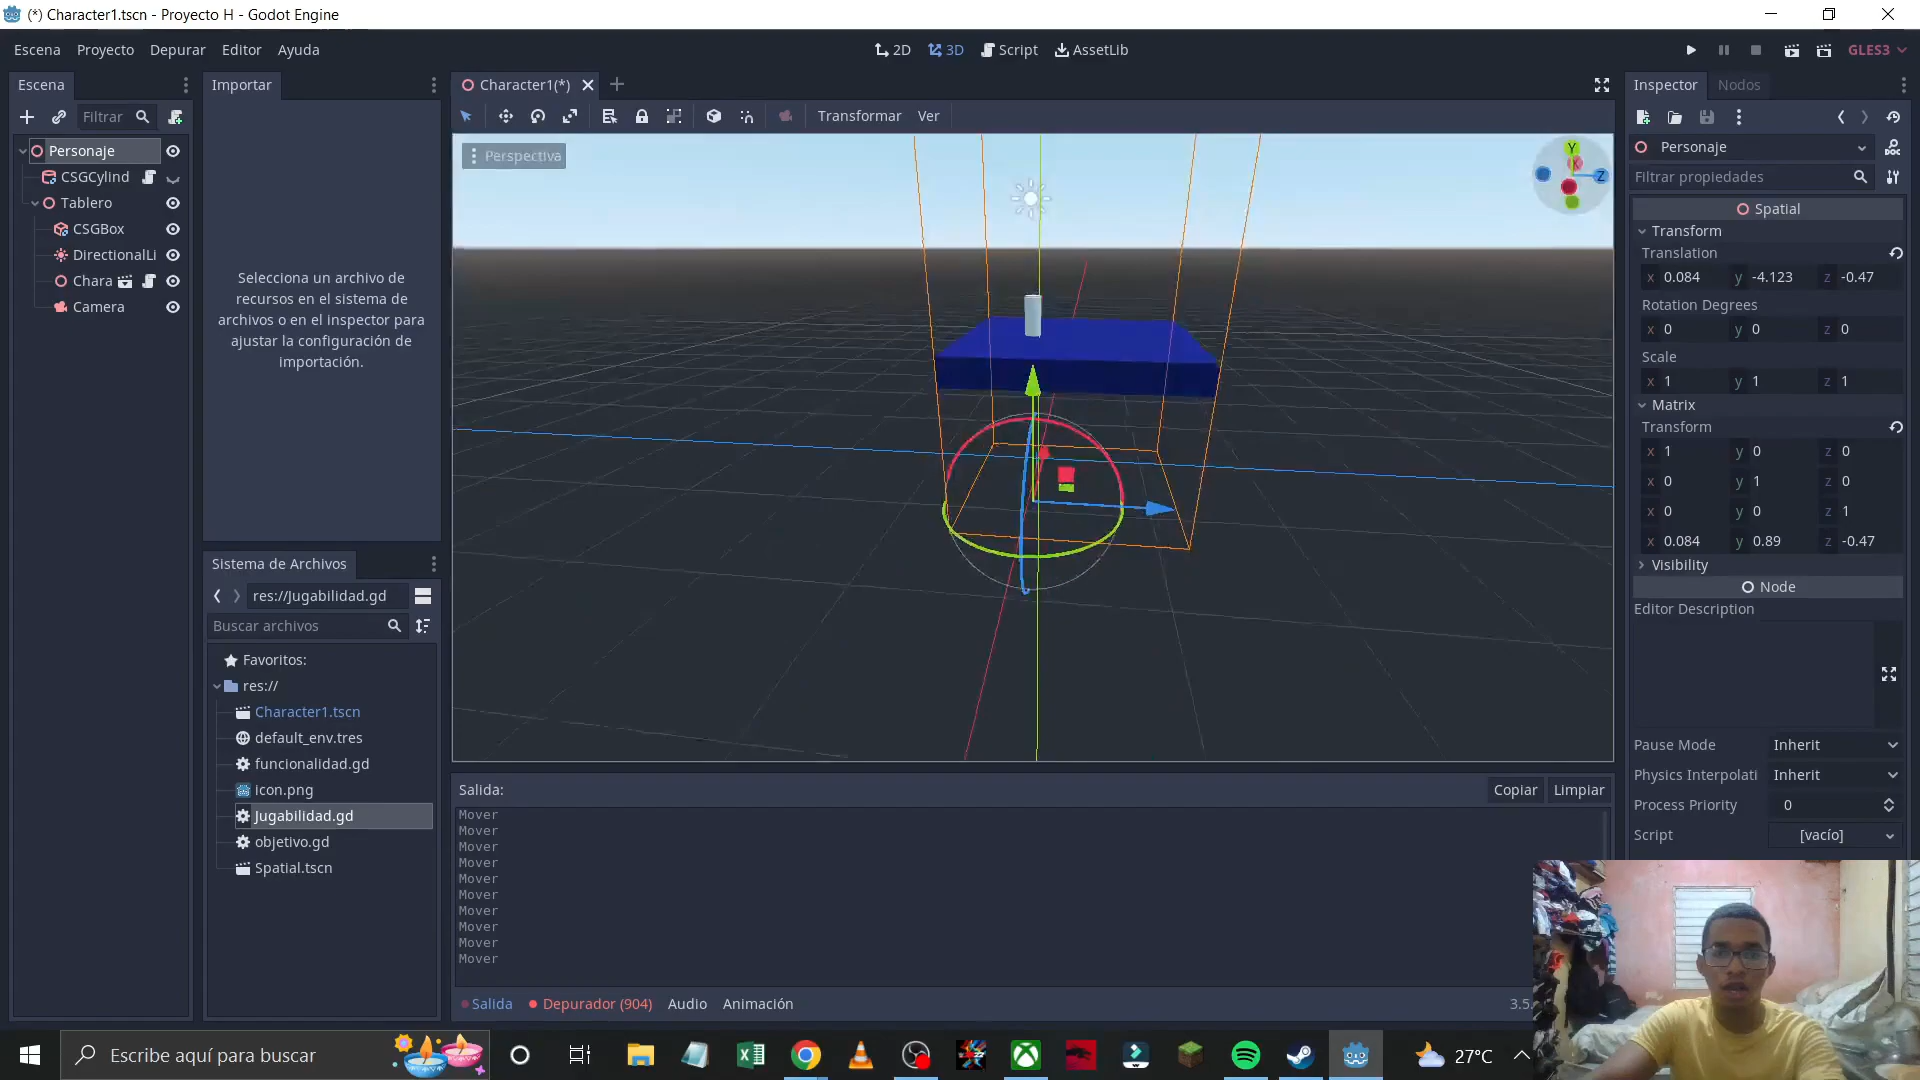 (*) Character1.tscn - Proyecto H - Godot Engine
Escena Proyecto Depurar Editor Ayuda
2D 3D Script AssetLib
GLES3
Escena
Filtrar
Personaje
CSGCylind
Tablero
CSGBox
DirectionalLi
Chara
Camera
Importar
Selecciona un archivo de
recursos en el sistema de
archivos o en el inspector para
ajustar la configuración de
importación.
Sistema de Archivos
res://Jugabilidad.gd
Buscar archivos
Favoritos:
res://
Character1.tscn
default_env.tres
funcionalidad.gd
icon.png
Jugabilidad.gd
objetivo.gd
Spatial.tscn
Character1(*)
Transformar Ver
Perspectiva
Y
X
Z
Salida:
Copiar Limpiar
Mover
Mover
Mover
Mover
Mover
Mover
Mover
Mover
Mover
Mover
Salida Depurador (904) Audio Animación
3.5.
Inspector Nodos
Personaje
Filtrar propiedades
Spatial
Transform
Translation
x 0.084 y -4.123 z -0.47
Rotation Degrees
x 0 y 0 z 0
Scale
x 1 y 1 z 1
Matrix
Transform
x 1 y 0 z 0
x 0 y 1 z 0
x 0 y 0 z 1
x 0.084 y 0.89 z -0.47
Visibility
Node
Editor Description
Pause Mode Inherit
Physics Interpolati Inherit
Process Priority 0
Script [vacío]
Escribe aquí para buscar
27°C